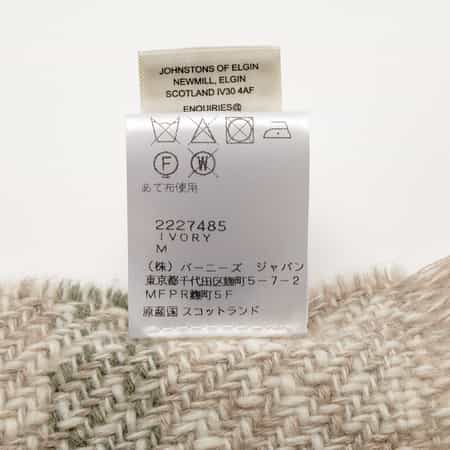 JOHNSTONS OF ELGIN
NEWMILL, ELGIN
SCOTLAND IV30 4AF
ENQUIRIES@
F W
あて布使用
2227485
IVORY
M
(株) バーニーズ ジャパン
東京都千代田区麹町5-7-2
MFPR麹町5F
原産国 スコットランド